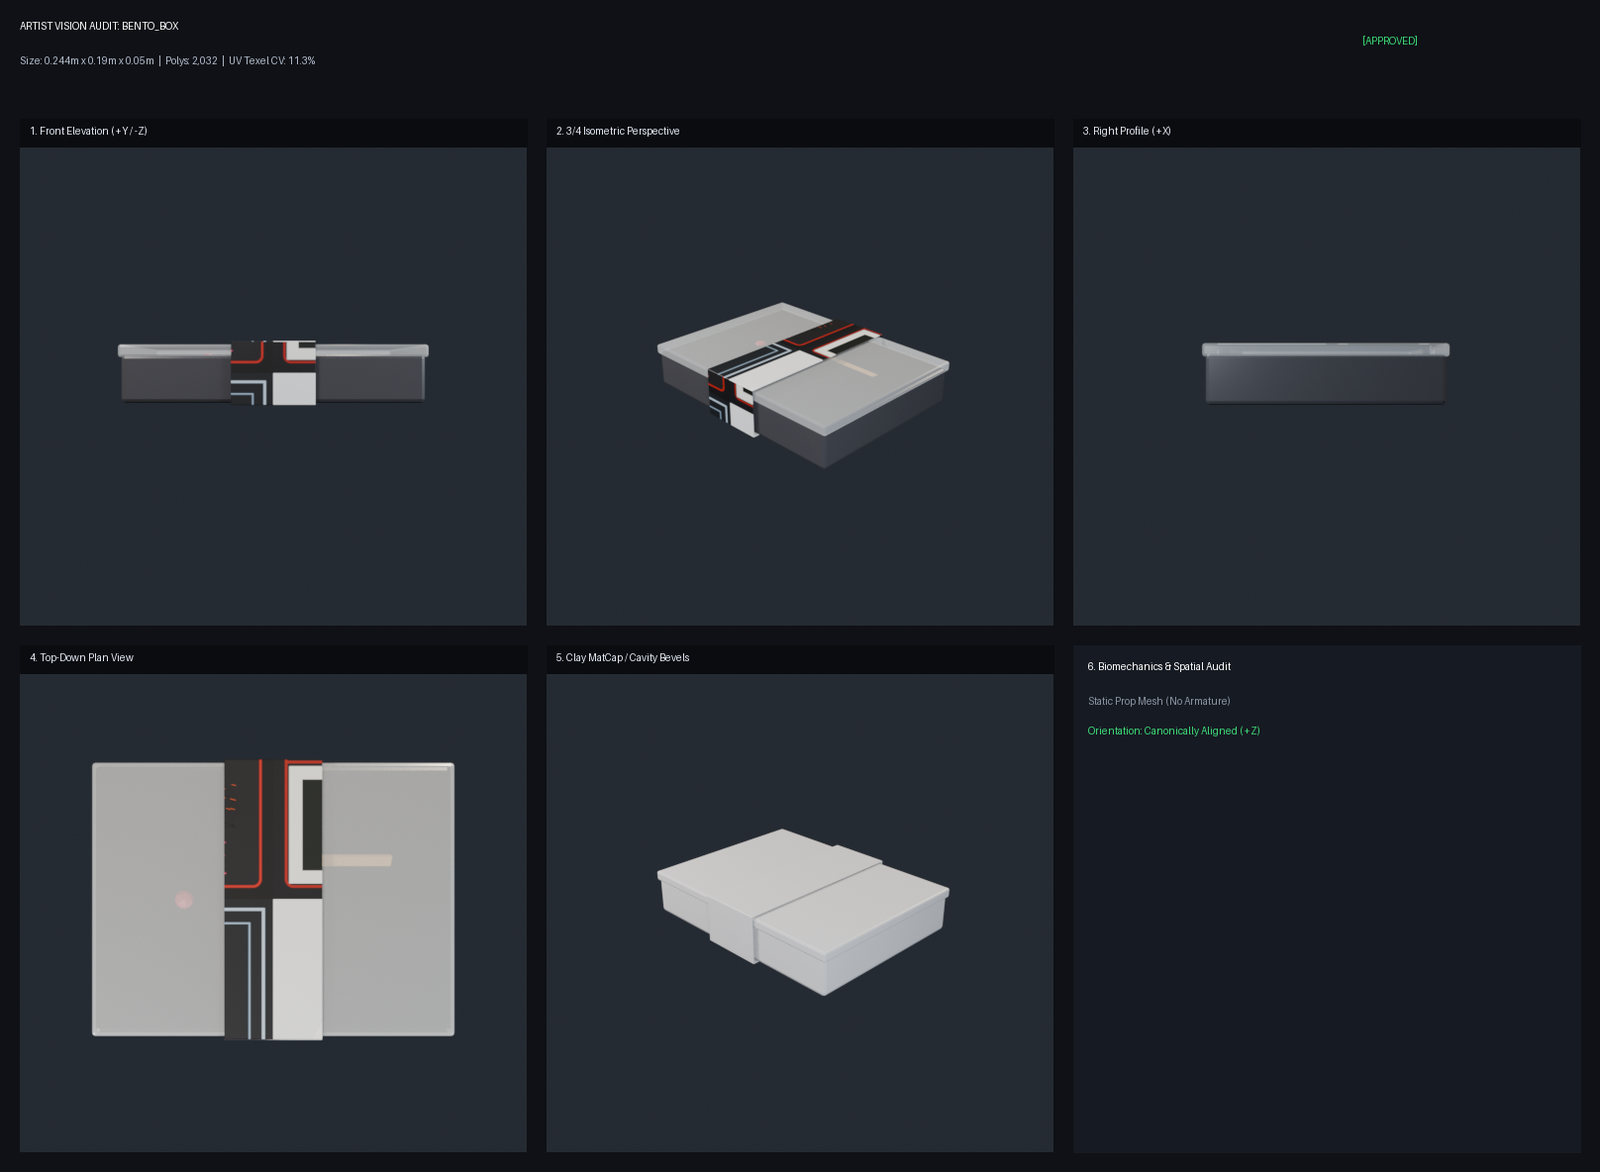 ARTIST VISION AUDIT: BENTO_BOX
[APPROVED]
Size: 0.244m x 0.19m x 0.05m | Polys: 2,032 | UV Texel CV: 11.3%
1. Front Elevation (+Y / -Z)
2. 3/4 Isometric Perspective
3. Right Profile (+X)
4. Top-Down Plan View
5. Clay MatCap / Cavity Bevels
6. Biomechanics & Spatial Audit
Static Prop Mesh (No Armature)
Orientation: Canonically Aligned (+Z)